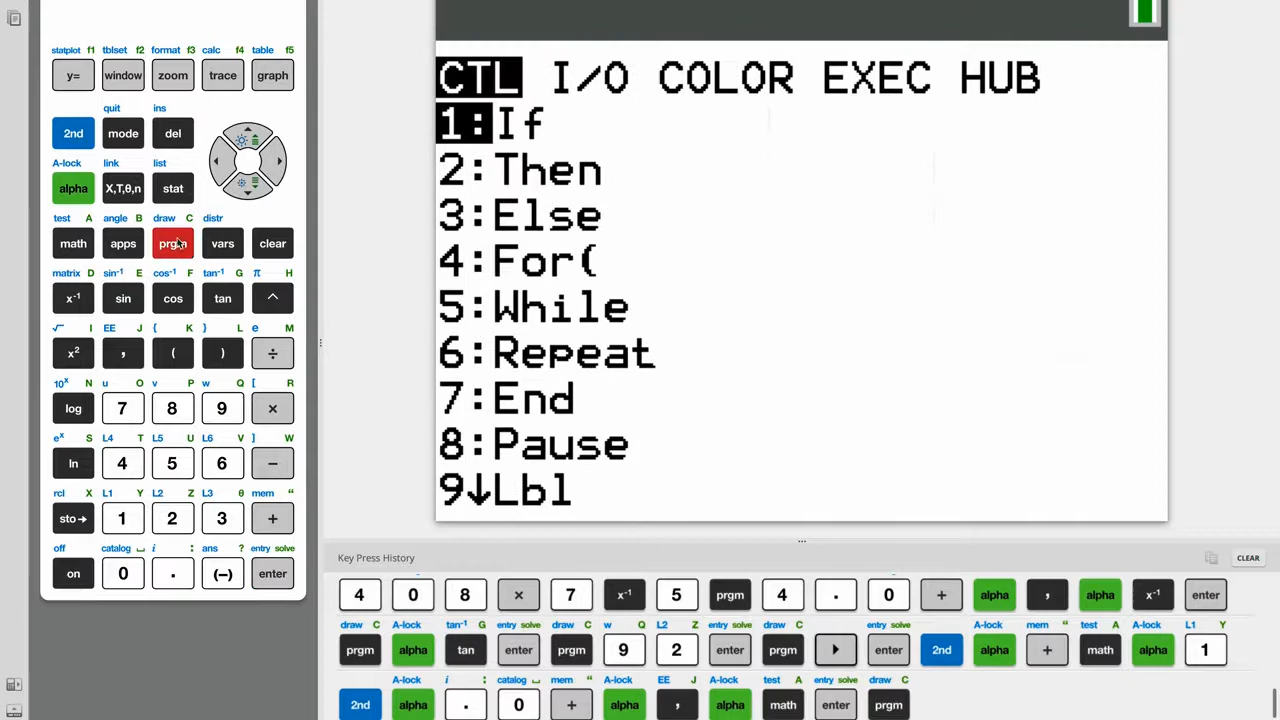 statplot f1 tblset f2 format f3 calc f4 table f5
y= window zoom trace graph
quit ins
2nd mode del
A-lock link list
alpha X,T,θ,n stat
test A angle B draw C distr
math apps prgm vars clear
matrix D sin⁻¹ E cos⁻¹ F tan⁻¹ G π H
x⁻¹ sin cos tan ^
√ I EE J { K } L e M
x² , ( ) ÷
10ˣ N u O v P w Q [ R
log 7 8 9 ×
eˣ S L4 T L5 U L6 V ] W
ln 4 5 6 −
rcl X L1 Y L2 Z L3 θ mem “
sto→ 1 2 3 +
off catalog ⎵ i : ans ? entry solve
on 0 . (−) enter
CTL I/O COLOR EXEC HUB
1:If
2:Then
3:Else
4:For(
5:While
6:Repeat
7:End
8:Pause
9↓Lbl
Key Press History
CLEAR
4 0 8 × 7 x⁻¹ 5 prgm 4 . 0 + alpha , alpha x⁻¹ enter
draw C A-lock tan⁻¹ G entry solve draw C w Q L2 Z entry solve draw C entry solve A-lock mem “ test A A-lock L1 Y
prgm alpha tan enter prgm 9 2 enter prgm enter 2nd alpha + math alpha 1
A-lock i : catalog ⎵ mem “ A-lock EE J A-lock test A entry solve draw C
2nd alpha . 0 + alpha , alpha math enter prgm